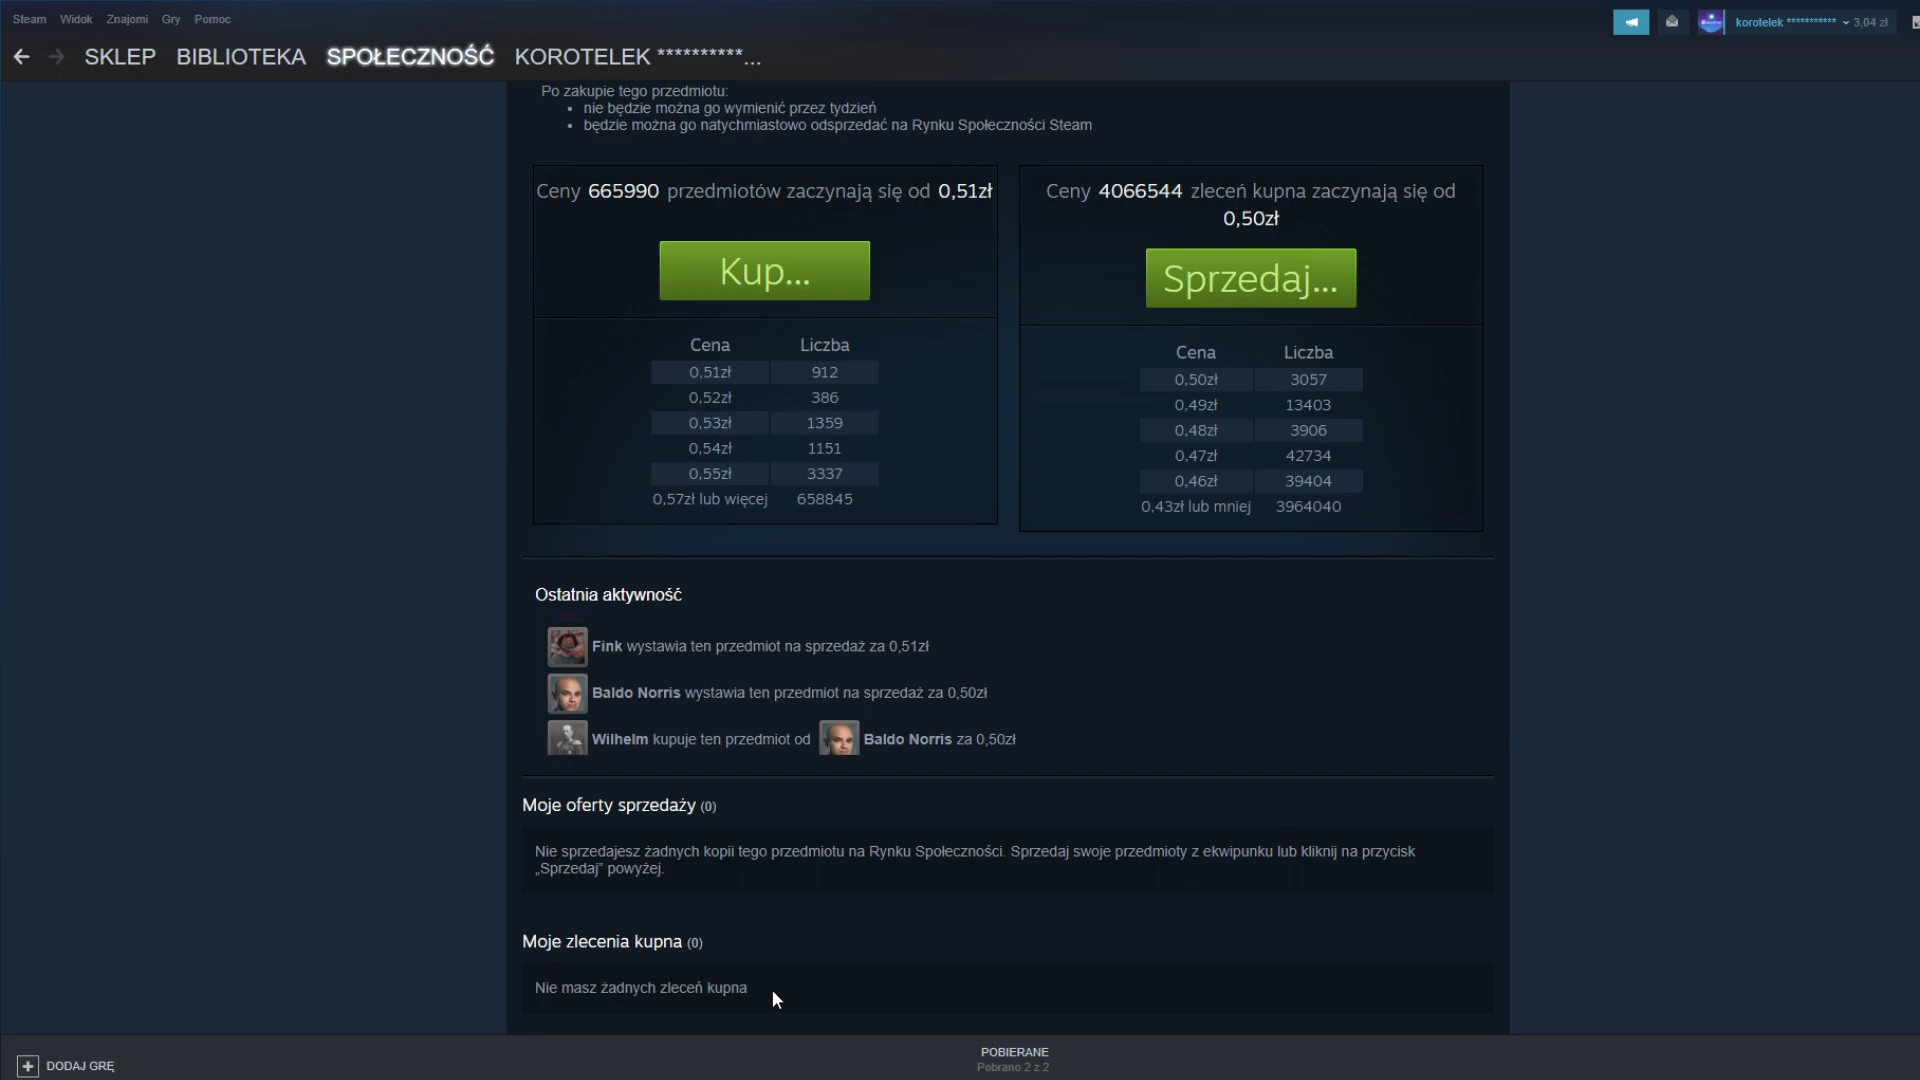 Steam Widok Znajomi Gry Pomoc
korotelek *********** 3,04 zł
SKLEP BIBLIOTEKA SPOŁECZNOŚĆ KOROTELEK **********...
Po zakupie tego przedmiotu:
• nie będzie można go wymienić przez tydzień
• będzie można go natychmiastowo odsprzedać na Rynku Społeczności Steam
Ceny 665990 przedmiotów zaczynają się od 0,51zł
Kup...
Cena Liczba
0,51zł 912
0,52zł 386
0,53zł 1359
0,54zł 1151
0,55zł 3337
0,57zł lub więcej 658845
Ceny 4066544 zleceń kupna zaczynają się od
0,50zł
Sprzedaj...
Cena Liczba
0,50zł 3057
0,49zł 13403
0,48zł 3906
0,47zł 42734
0,46zł 39404
0,43zł lub mniej 3964040
Ostatnia aktywność
Fink wystawia ten przedmiot na sprzedaż za 0,51zł
Baldo Norris wystawia ten przedmiot na sprzedaż za 0,50zł
Wilhelm kupuje ten przedmiot od Baldo Norris za 0,50zł
Moje oferty sprzedaży (0)
Nie sprzedajesz żadnych kopii tego przedmiotu na Rynku Społeczności. Sprzedaj swoje przedmioty z ekwipunku lub kliknij na przycisk
„Sprzedaj” powyżej.
Moje zlecenia kupna (0)
Nie masz żadnych zleceń kupna
DODAJ GRĘ
POBIERANE
Pobrano 2 z 2